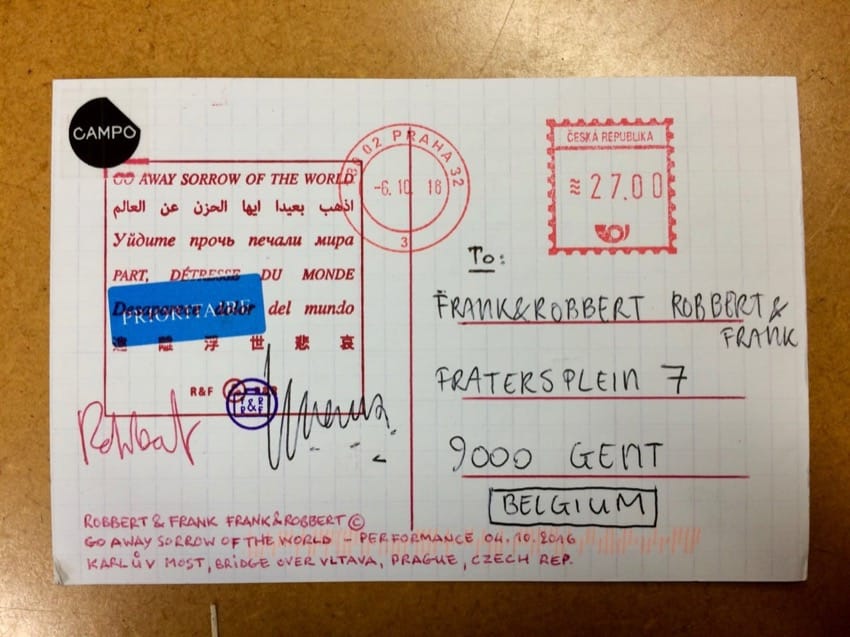 CAMPO
GO AWAY SORROW OF THE WORLD
اذهب بعيدا ايها الحزن عن العالم
Уйдите прочь печали мира
PART, DÉTRESSE DU MONDE
Desaparece dolor del mundo
PRIORITAIRE
遠離浮世悲哀
R&F
Robbert
02 PRAHA 32
-6.10 16
3
ČESKÁ REPUBLIKA
≈27.00
To:
FRANK&ROBBERT ROBBERT&
FRANK
FRATERSPLEIN 7
9000 GENT
BELGIUM
ROBBERT & FRANK FRANK&ROBBERT ©
GO AWAY SORROW OF THE WORLD - PERFORMANCE 04.10.2016
KARLŮV MOST, BRIDGE OVER VLTAVA, PRAGUE, CZECH REP.